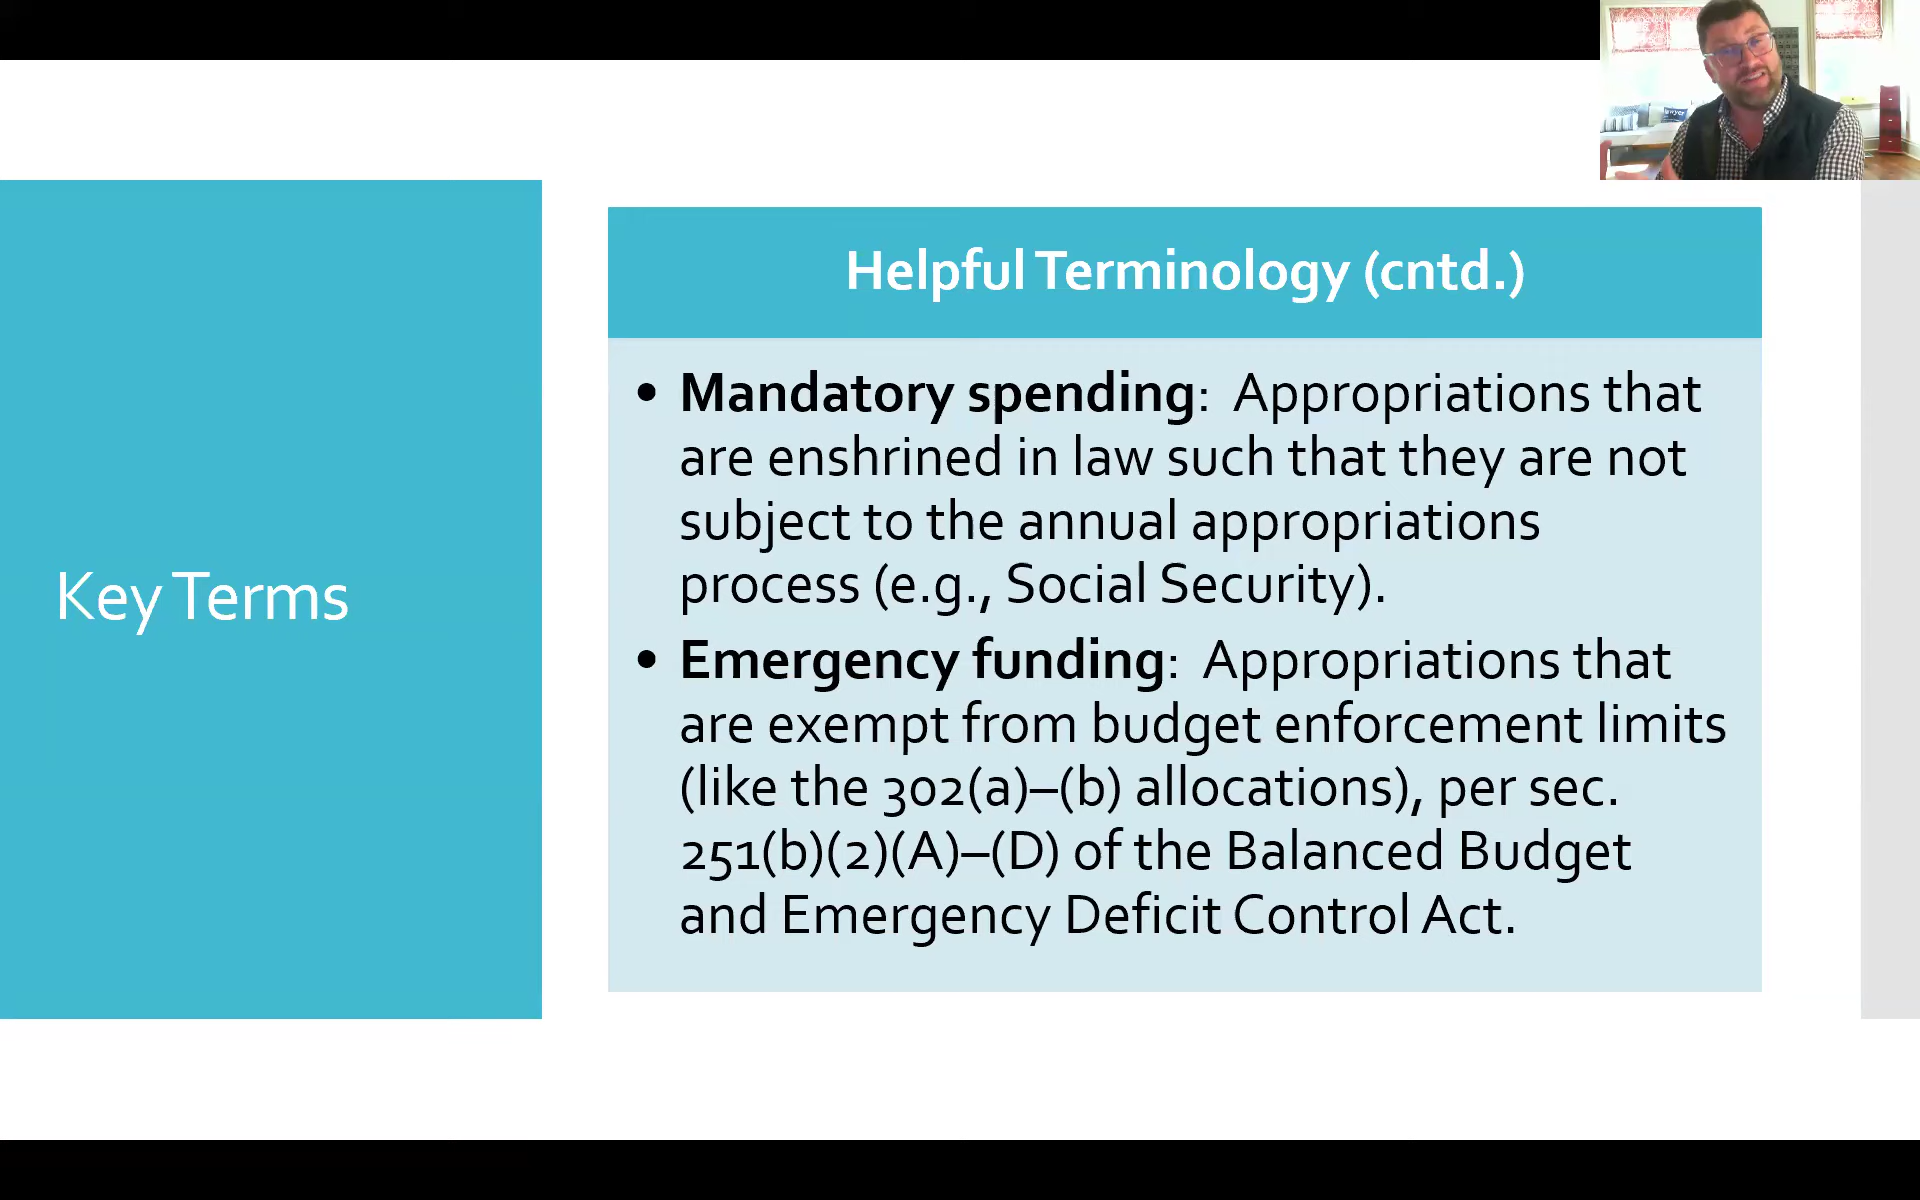 Key Terms
Helpful Terminology (cntd.)
• Mandatory spending: Appropriations that
are enshrined in law such that they are not
subject to the annual appropriations
process (e.g., Social Security).
• Emergency funding: Appropriations that
are exempt from budget enforcement limits
(like the 302(a)–(b) allocations), per sec.
251(b)(2)(A)–(D) of the Balanced Budget
and Emergency Deficit Control Act.